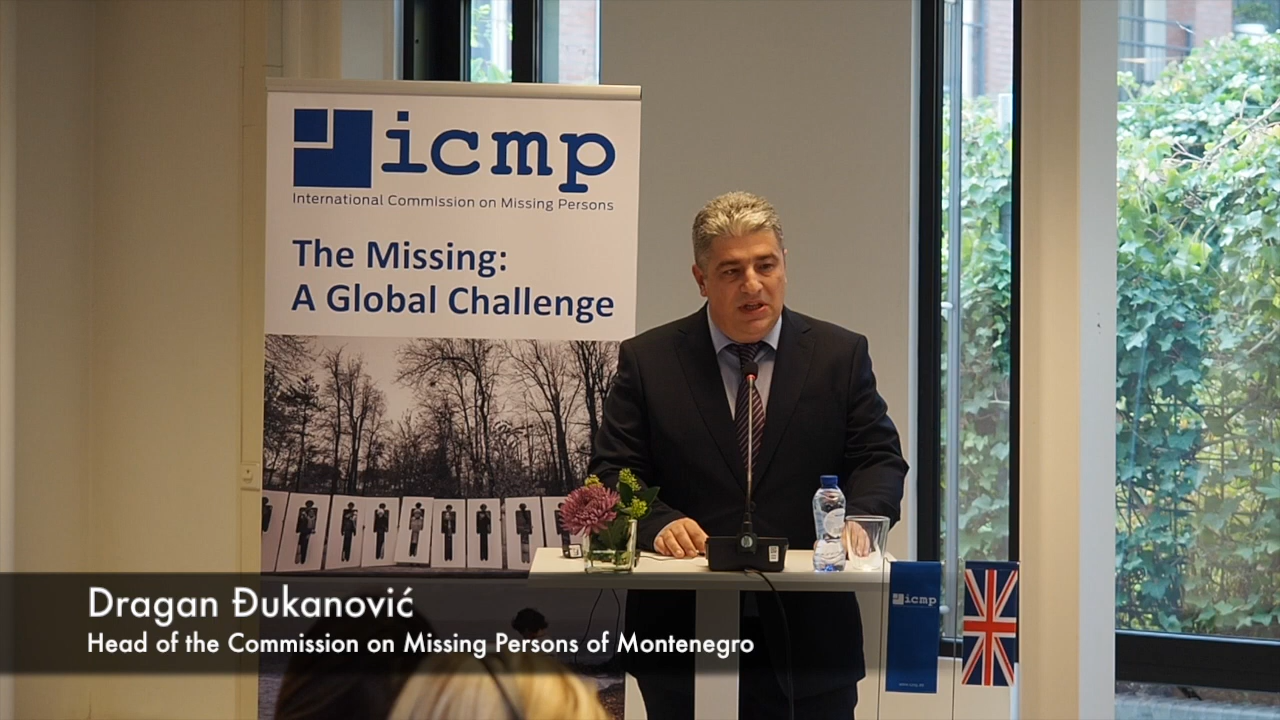 icmp
International Commission on Missing Persons
The Missing:
A Global Challenge
icmp
Dragan Đukanović
Head of the Commission on Missing Persons of Montenegro